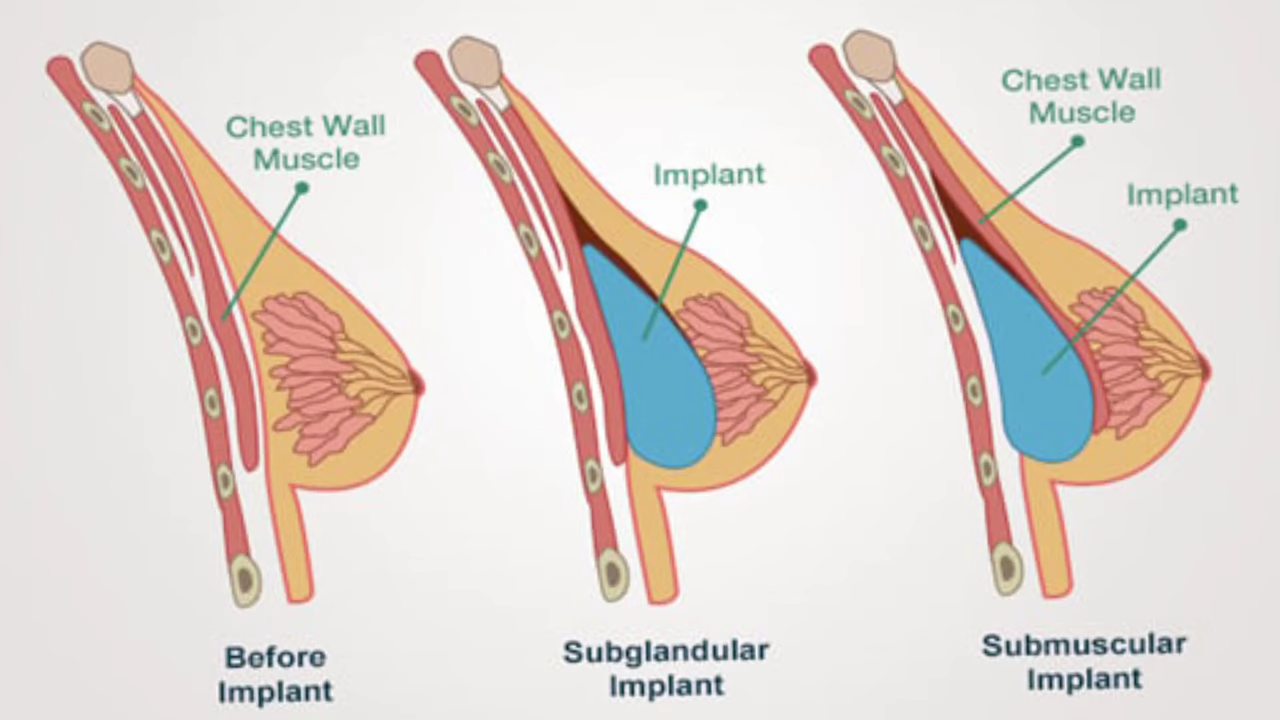 Chest Wall
Muscle
Implant
Chest Wall
Muscle
Implant
Before
Implant
Subglandular
Implant
Submuscular
Implant